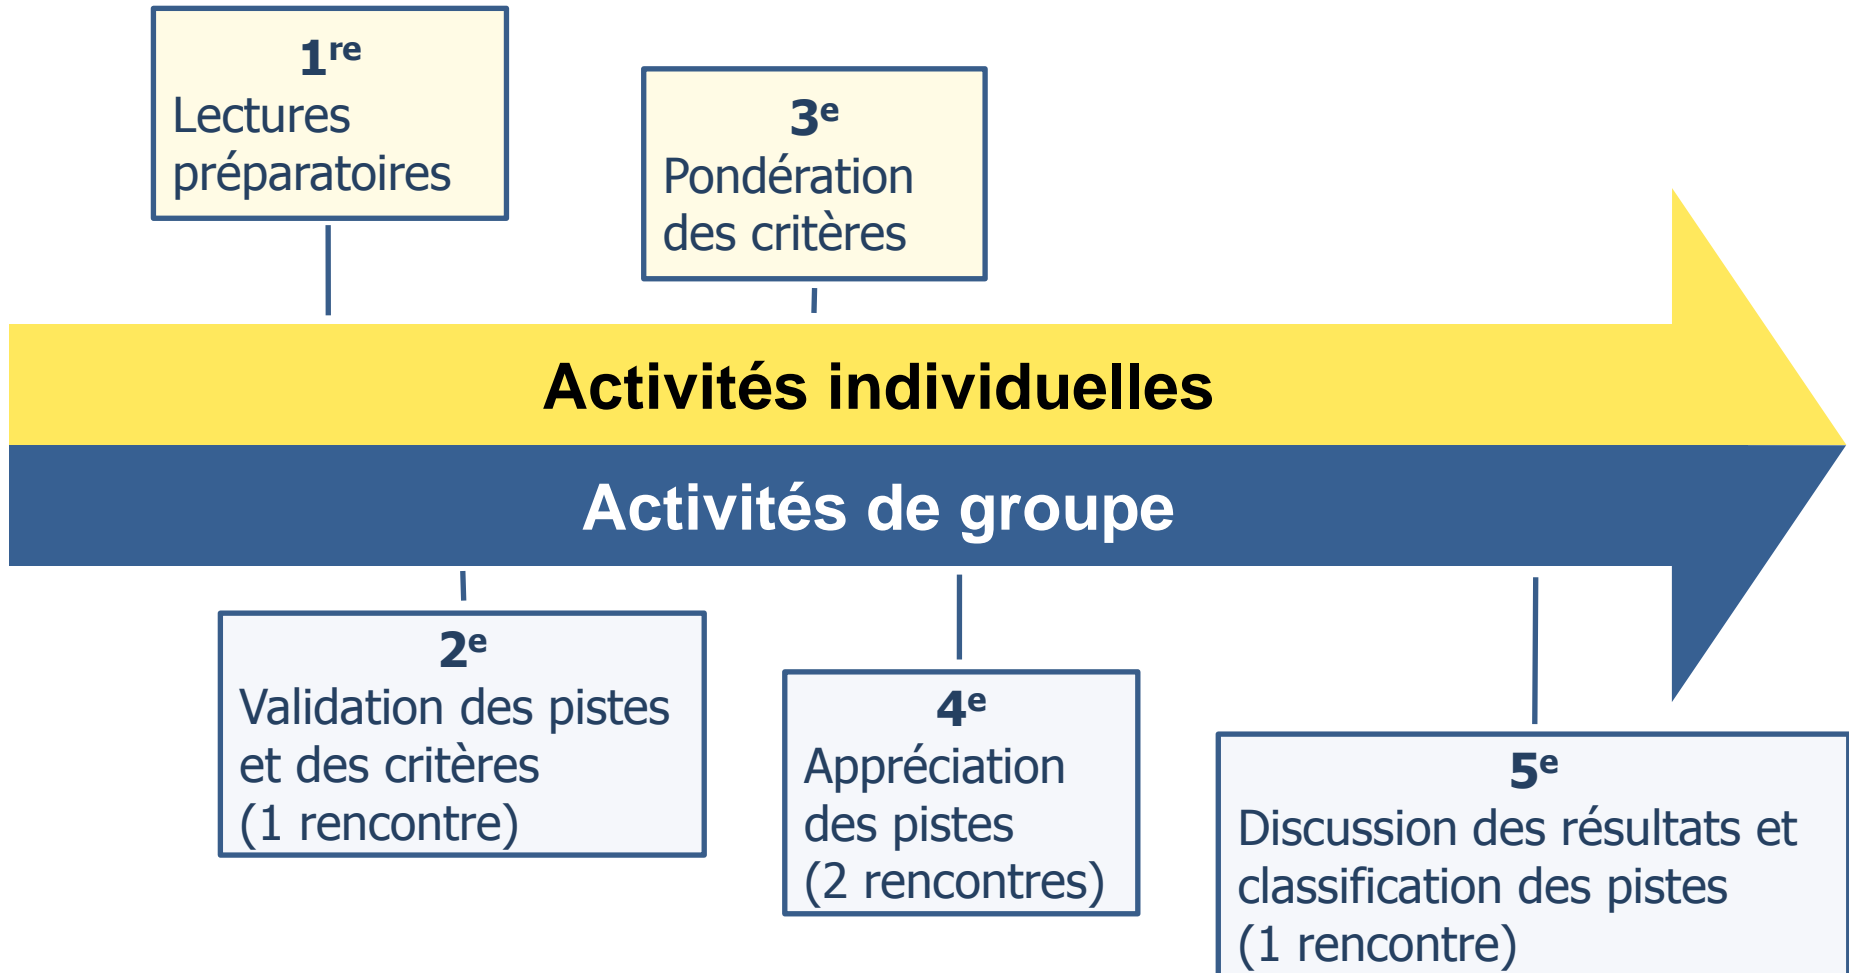 1re
Lectures
préparatoires
3e
Pondération
des critères
Activités individuelles
Activités de groupe
2e
Validation des pistes
et des critères
(1 rencontre)
4e
Appréciation
des pistes
(2 rencontres)
5e
Discussion des résultats et
classification des pistes
(1 rencontre)